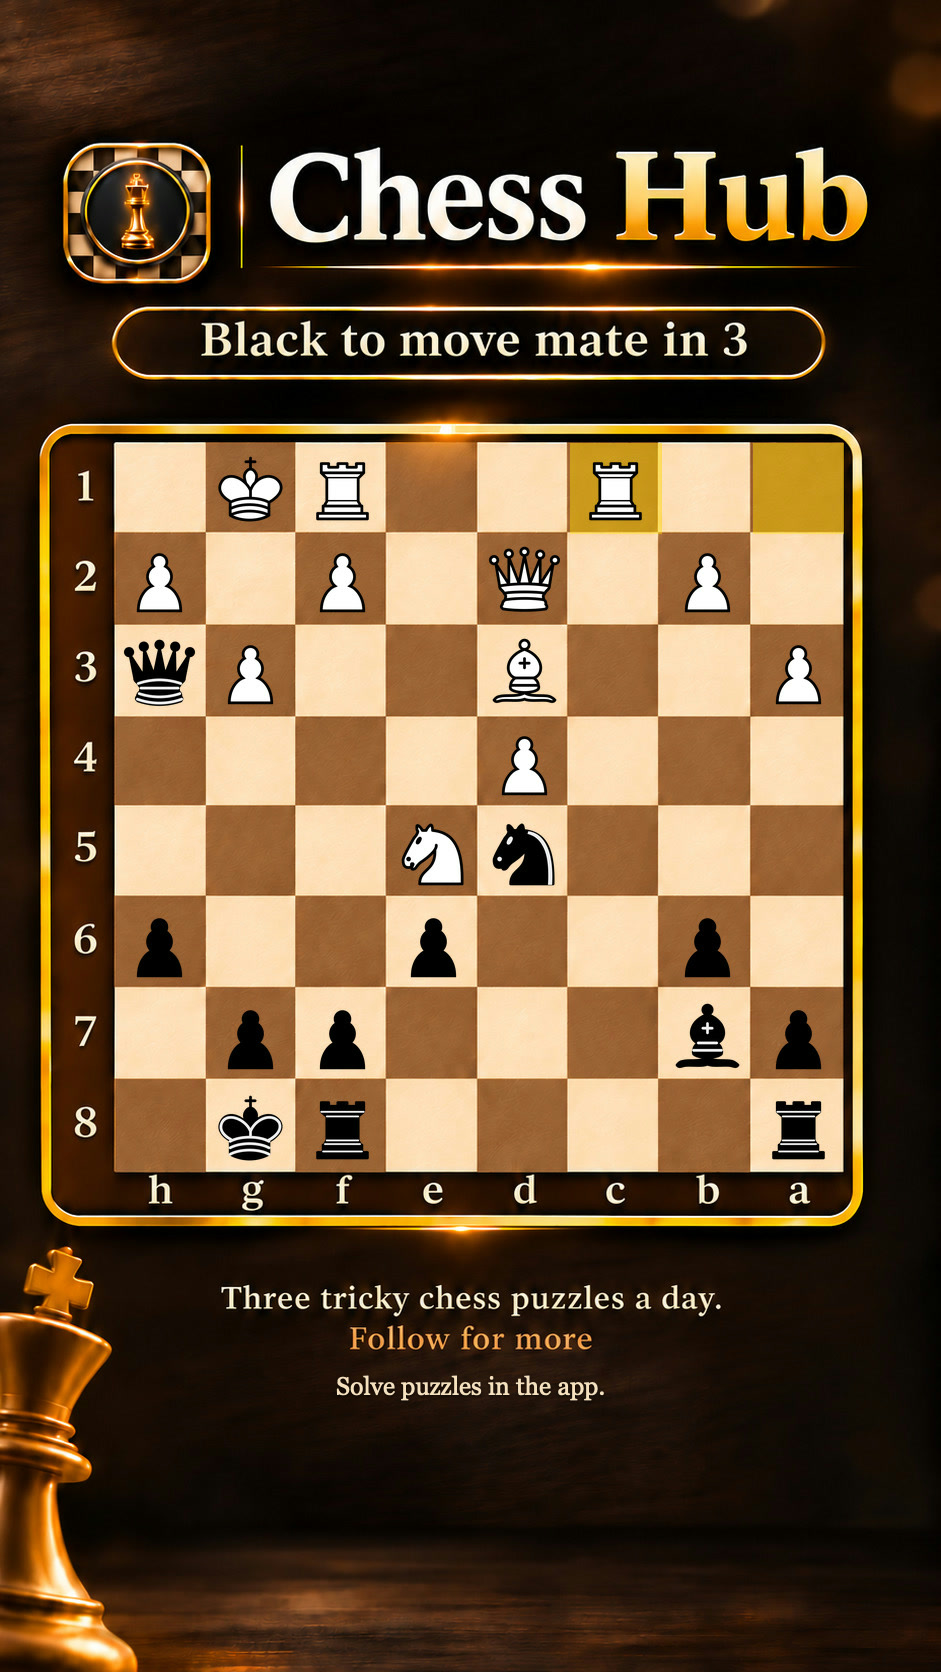 Chess Hub
Black to move mate in 3
1
2
3
4
5
6
7
8
h g f e d c b a
Three tricky chess puzzles a day.
Follow for more
Solve puzzles in the app.